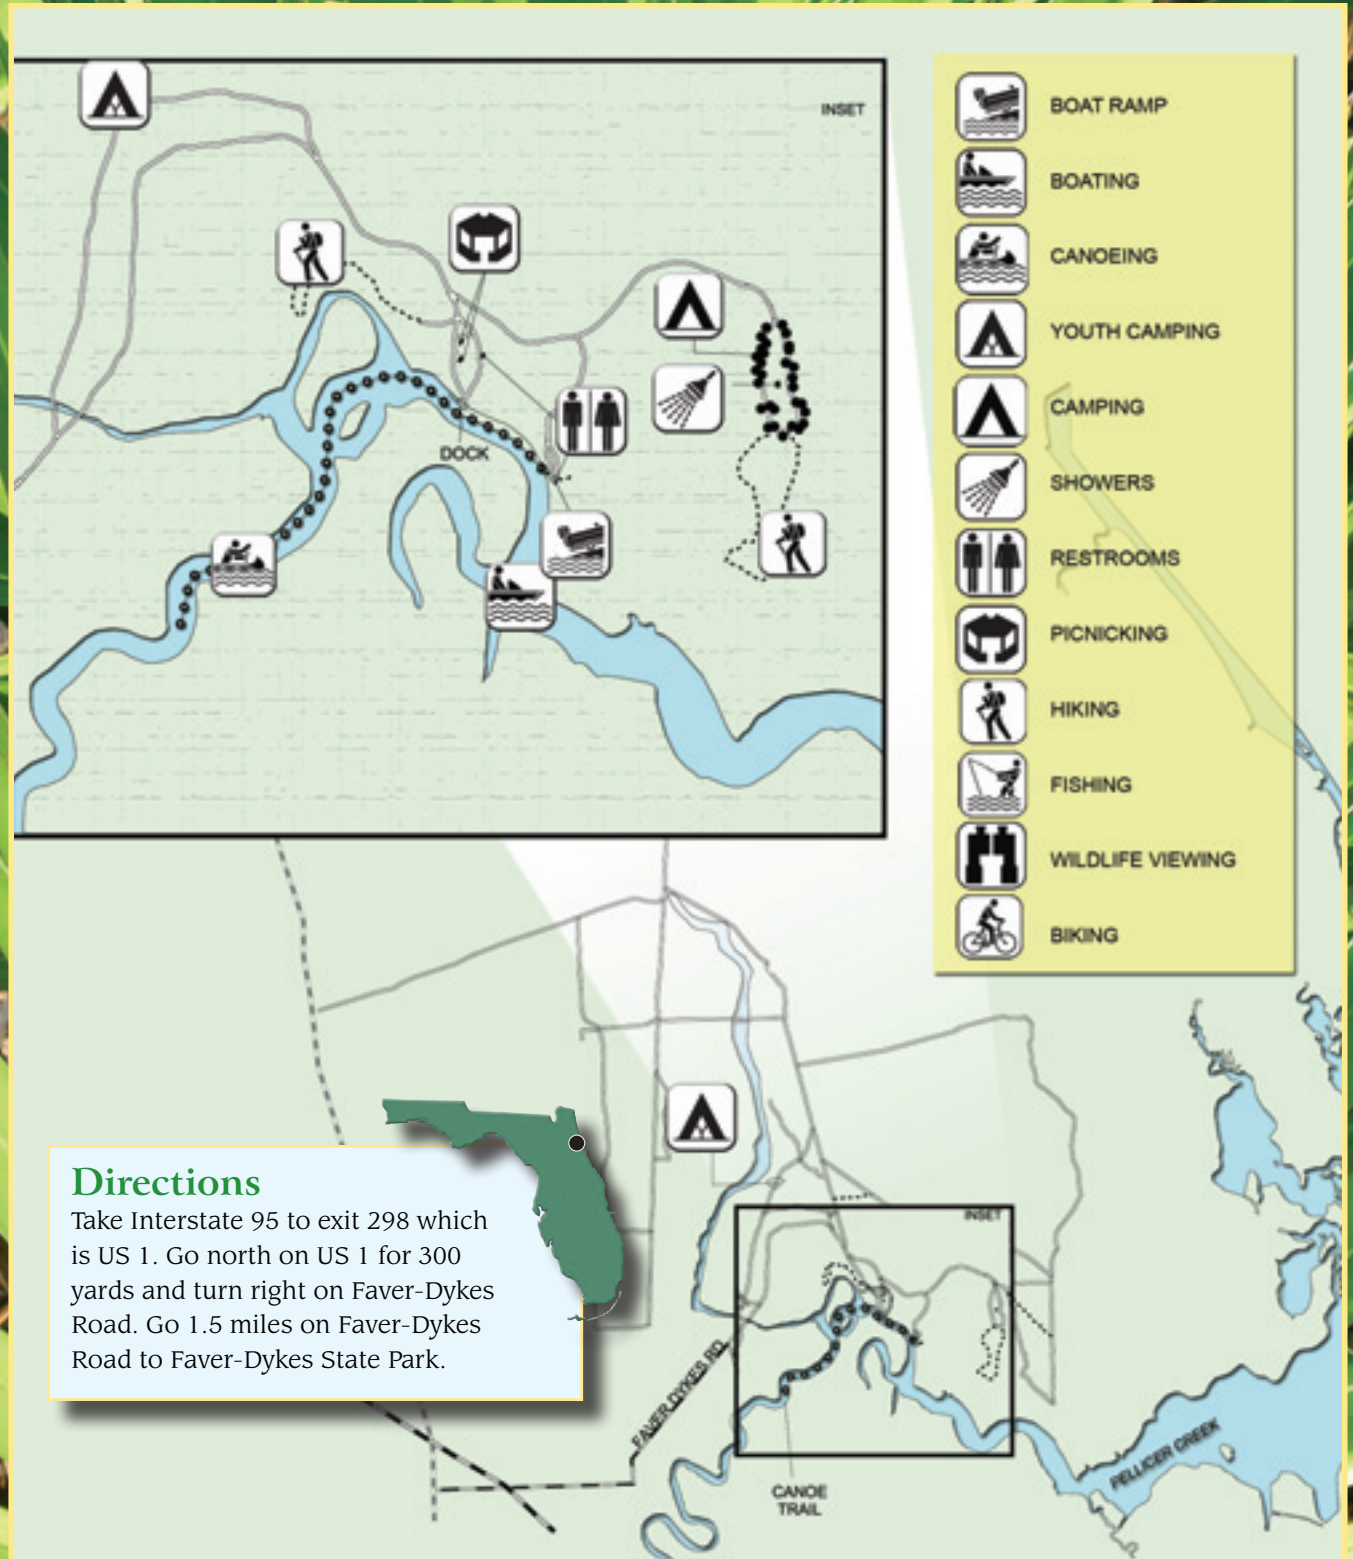 INSET
DOCK
BOAT RAMP
BOATING
CANOEING
YOUTH CAMPING
CAMPING
SHOWERS
RESTROOMS
PICNICKING
HIKING
FISHING
WILDLIFE VIEWING
BIKING
Directions
Take Interstate 95 to exit 298 which
is US 1. Go north on US 1 for 300
yards and turn right on Faver-Dykes
Road. Go 1.5 miles on Faver-Dykes
Road to Faver-Dykes State Park.
INSET
FAVER DYKES RD.
CANOE
TRAIL
PELLICER CREEK